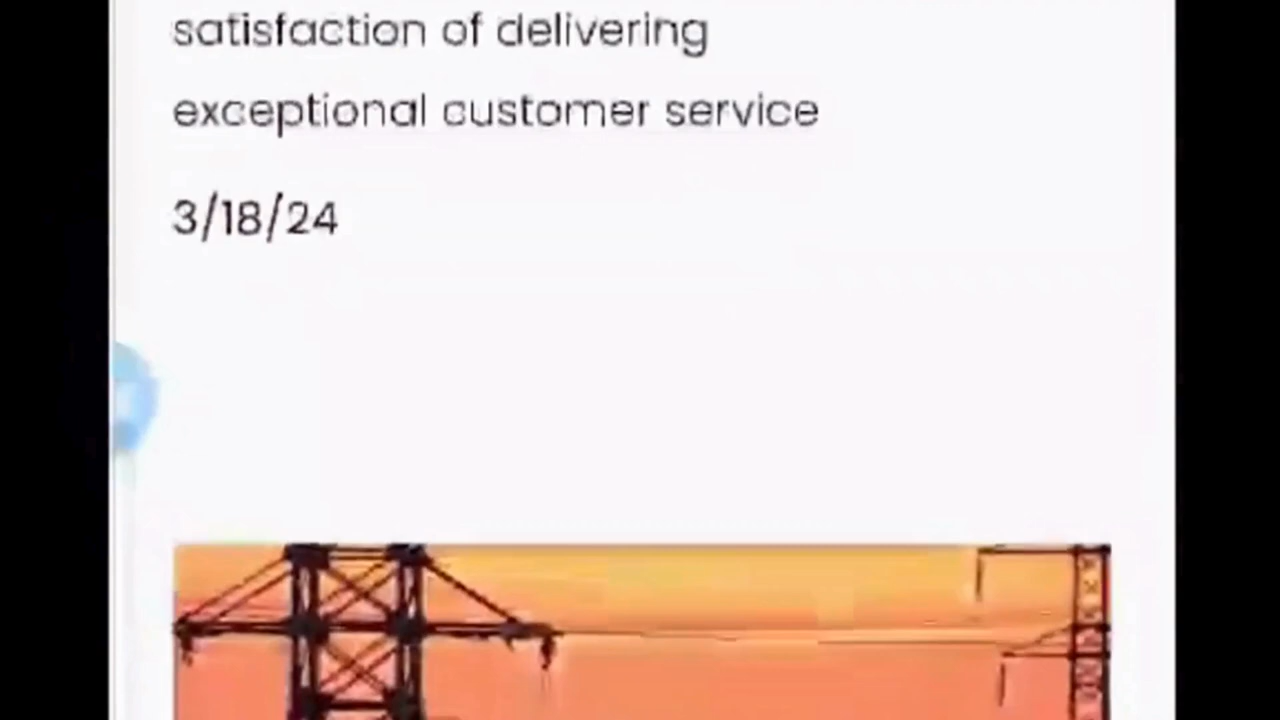 satisfaction of delivering
exceptional customer service
3/18/24